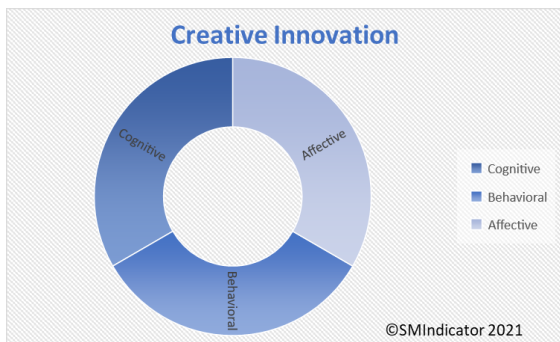 Creative Innovation
Cognitive
Affective
Behavioral
Cognitive
Behavioral
Affective
©SMIndicator 2021